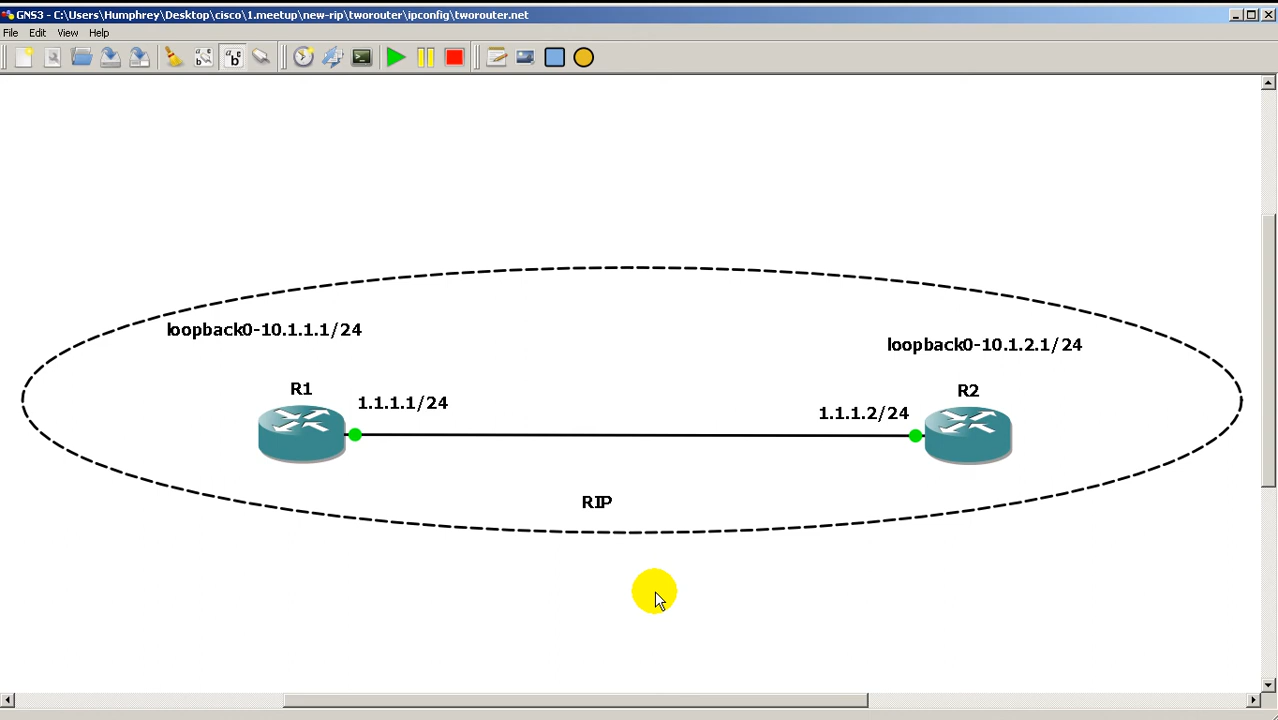 GNS3 - C:\Users\Humphrey\Desktop\cisco\1.meetup\new-rip\tworouter\ipconfig\tworouter.net
File Edit View Help
loopback0-10.1.1.1/24
loopback0-10.1.2.1/24
R1
R2
1.1.1.1/24
1.1.1.2/24
RIP